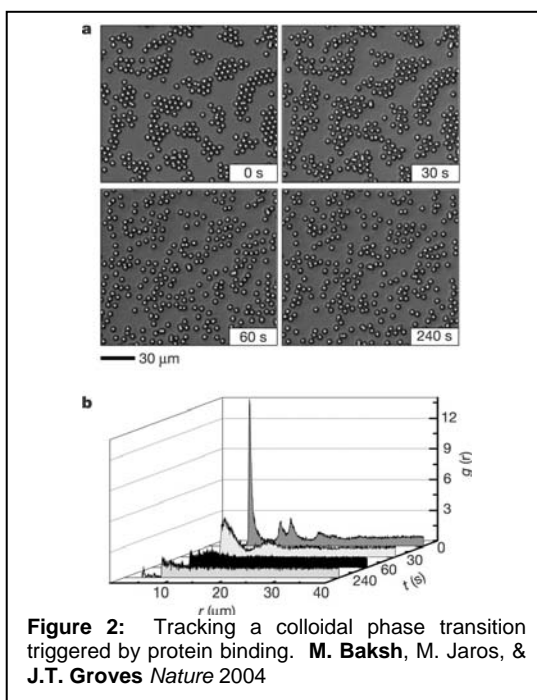 a
0 s
30 s
60 s
240 s
30 µm
b
12
9
6
3
g (r)
0
30
60
240
t (s)
10
20
30
40
r (µm)
Figure 2: Tracking a colloidal phase transition
triggered by protein binding. M. Baksh, M. Jaros, &
J.T. Groves Nature 2004